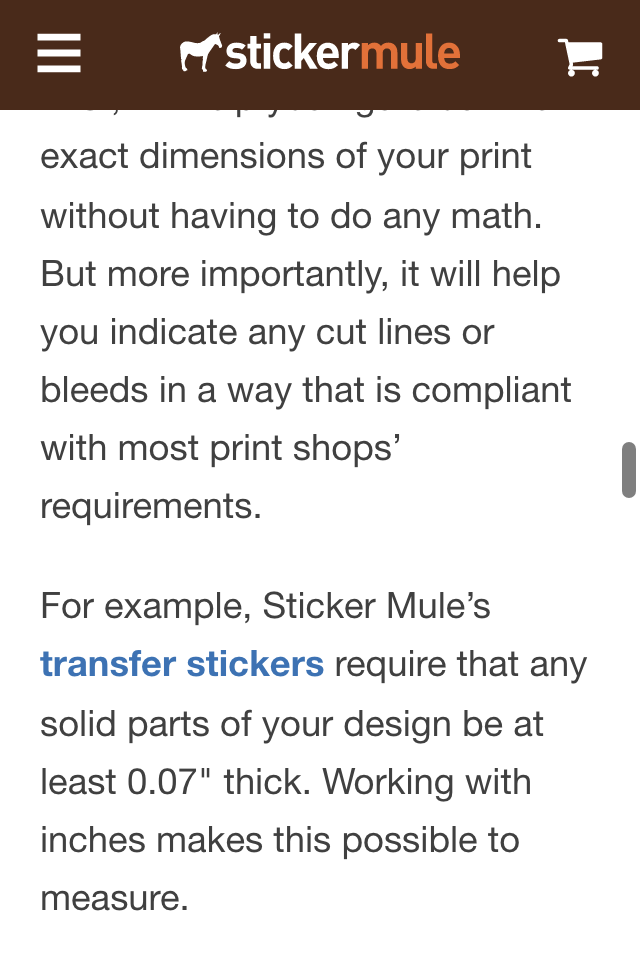 stickermule
exact dimensions of your print
without having to do any math.
But more importantly, it will help
you indicate any cut lines or
bleeds in a way that is compliant
with most print shops’
requirements.
For example, Sticker Mule’s
transfer stickers require that any
solid parts of your design be at
least 0.07" thick. Working with
inches makes this possible to
measure.